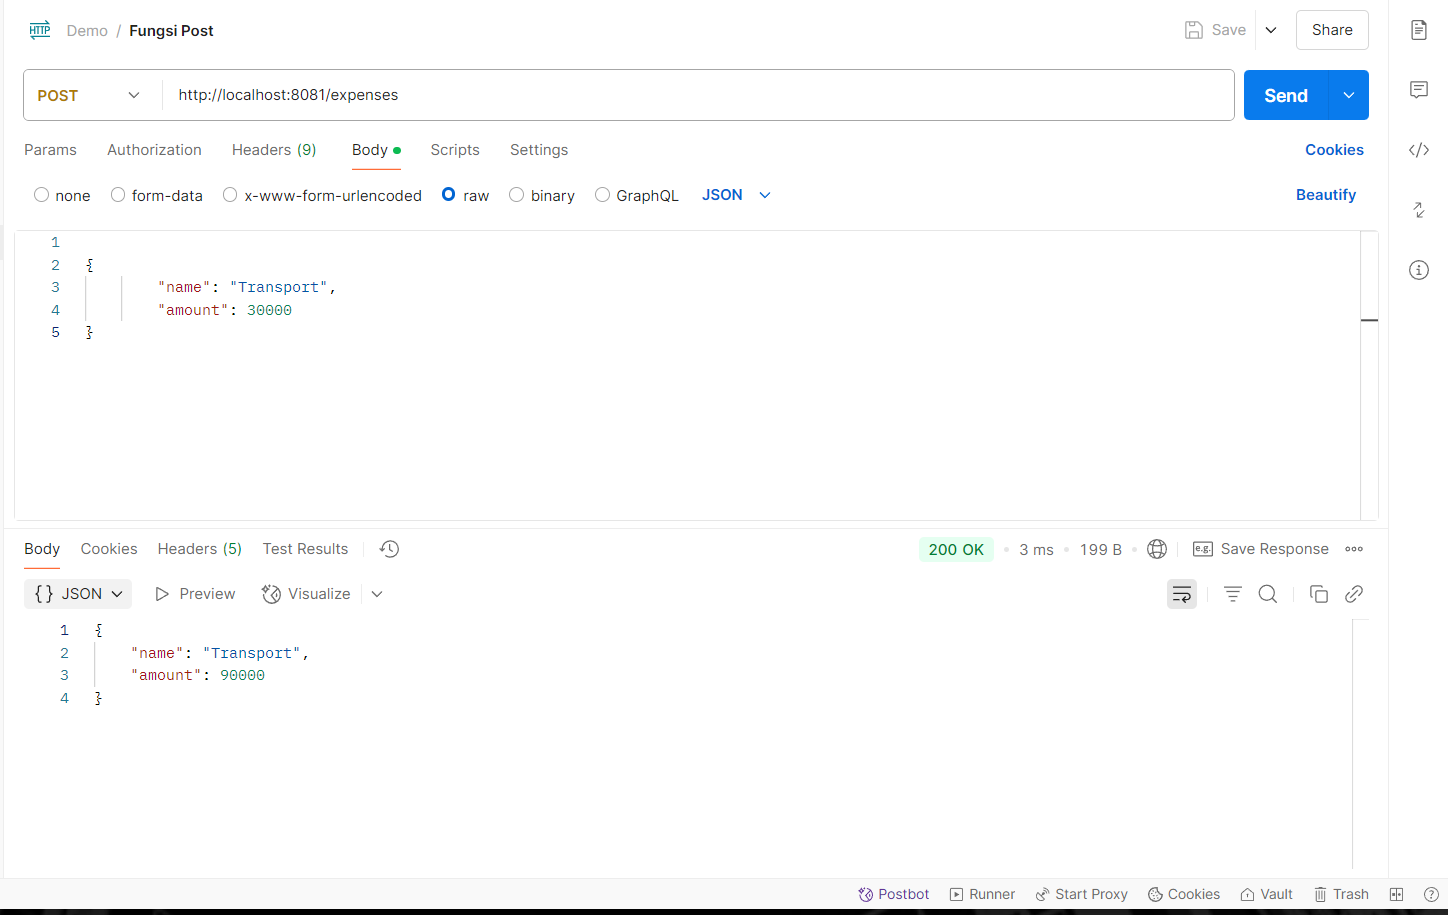 HTTP Demo / Fungsi Post Save Share
POST http://localhost:8081/expenses Send
Params Authorization Headers (9) Body Scripts Settings Cookies
none form-data x-www-form-urlencoded raw binary GraphQL JSON Beautify
1
2 {
3 "name": "Transport",
4 "amount": 30000
5 }
Body Cookies Headers (5) Test Results 200 OK 3 ms 199 B e.g. Save Response
{} JSON Preview Visualize
1 {
2 "name": "Transport",
3 "amount": 90000
4 }
Postbot Runner Start Proxy Cookies Vault Trash